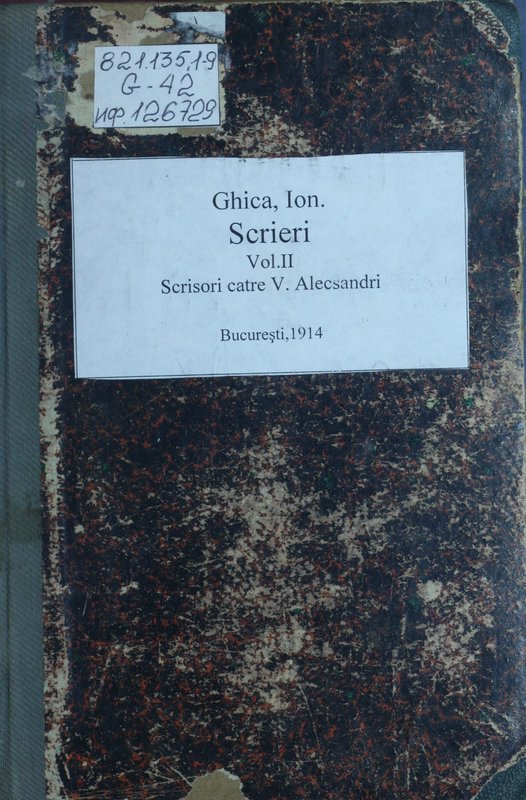 821.135.1.9
G-42
иф 126729
Ghica, Ion.
Scrieri
Vol.II
Scrisori catre V. Alecsandri
Bucureşti,1914